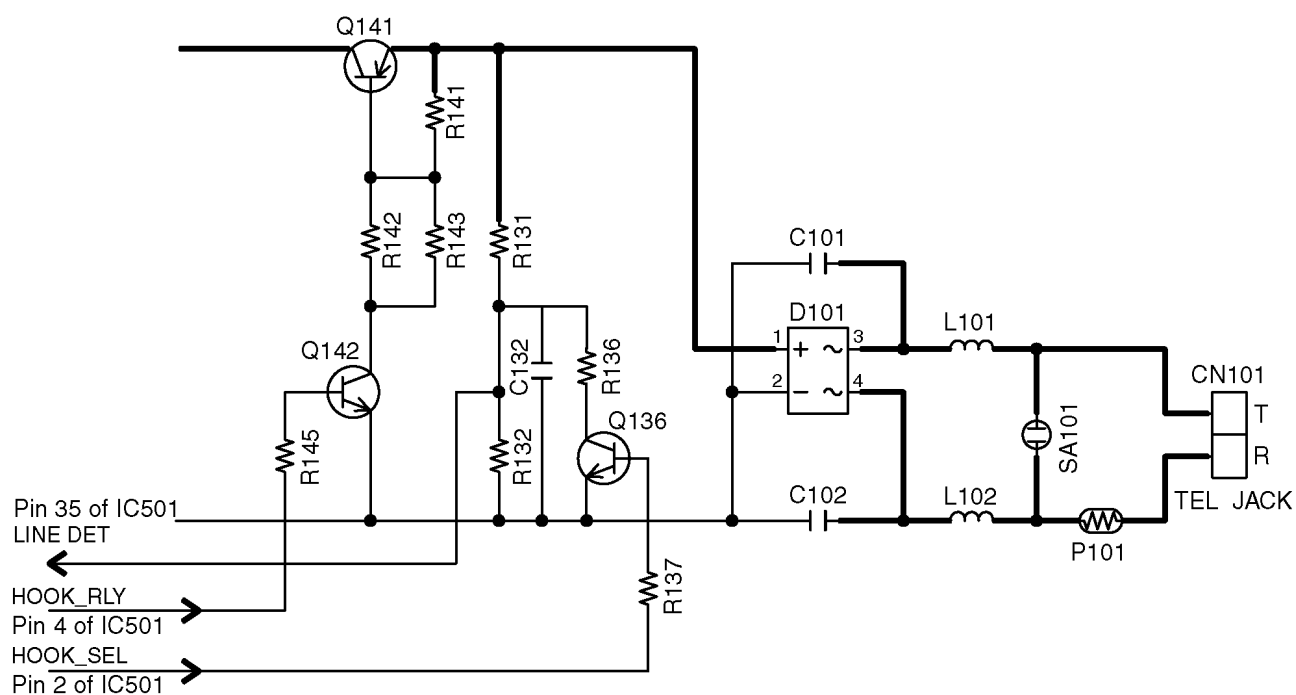 Q141
R141
R142
R143
R131
C101
D101
1
+
~
3
2
−
~
4
L101
CN101
T
R
TEL JACK
SA101
Q142
C132
R136
Q136
R145
R132
C102
L102
P101
Pin 35 of IC501
LINE DET
HOOK_RLY
Pin 4 of IC501
R137
HOOK_SEL
Pin 2 of IC501